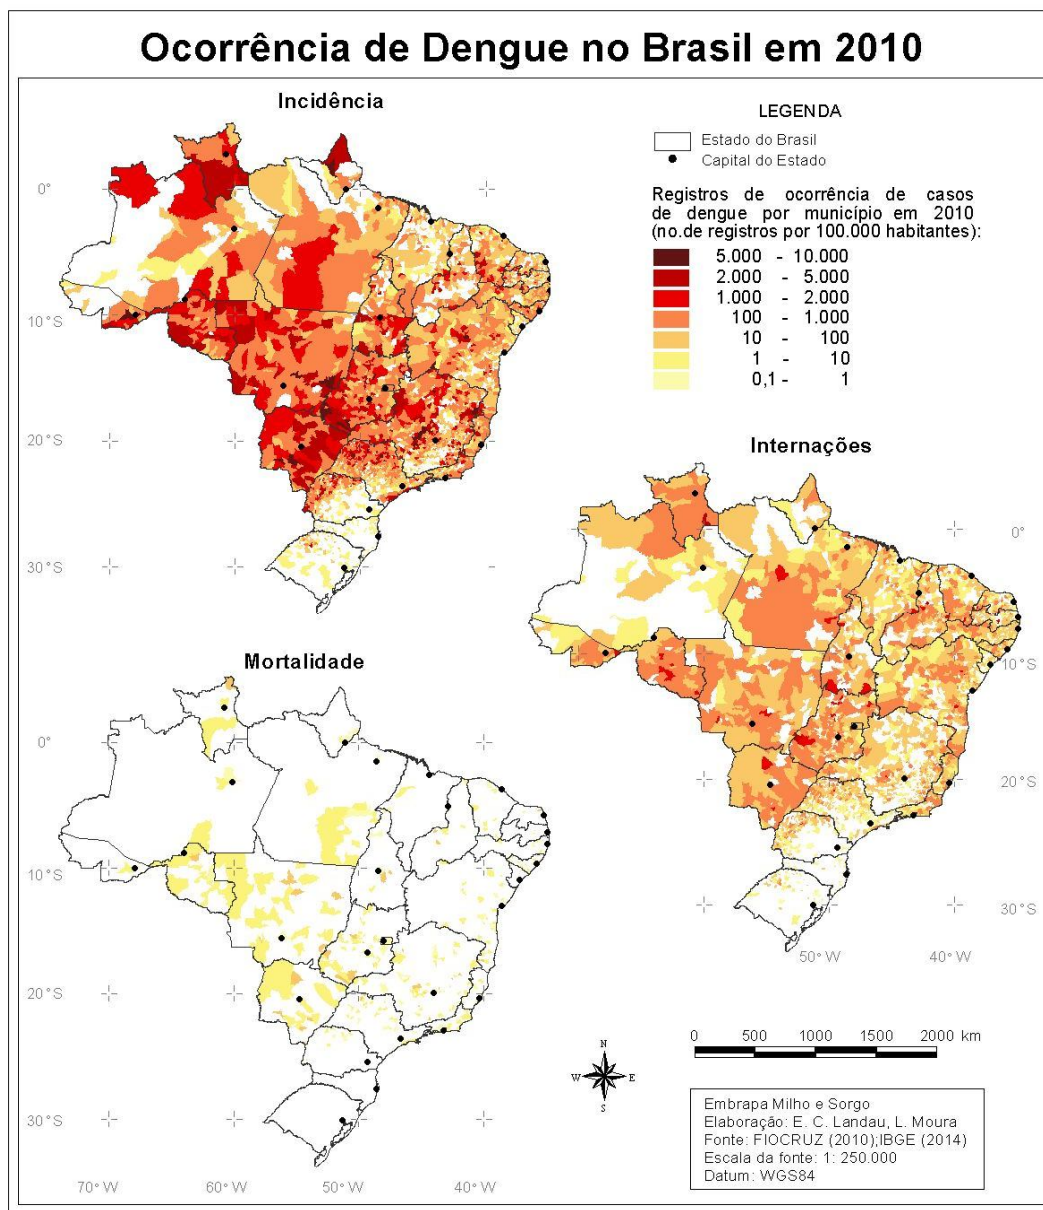 Ocorrência de Dengue no Brasil em 2010
Incidência
0°
10°S
20°S
30°S
LEGENDA
Estado do Brasil
Capital do Estado
Registros de ocorrência de casos
de dengue por município em 2010
(no.de registros por 100.000 habitantes):
5.000 - 10.000
2.000 - 5.000
1.000 - 2.000
100 - 1.000
10 - 100
1 - 10
0,1 - 1
Internações
0°
10°S
20°S
30°S
50°W 40°W
Mortalidade
0°
10°S
20°S
30°S
70°W 60°W 50°W 40°W
N
W E
S
0 500 1000 1500 2000 km
Embrapa Milho e Sorgo
Elaboração: E. C. Landau, L. Moura
Fonte: FIOCRUZ (2010);IBGE (2014)
Escala da fonte: 1: 250.000
Datum: WGS84